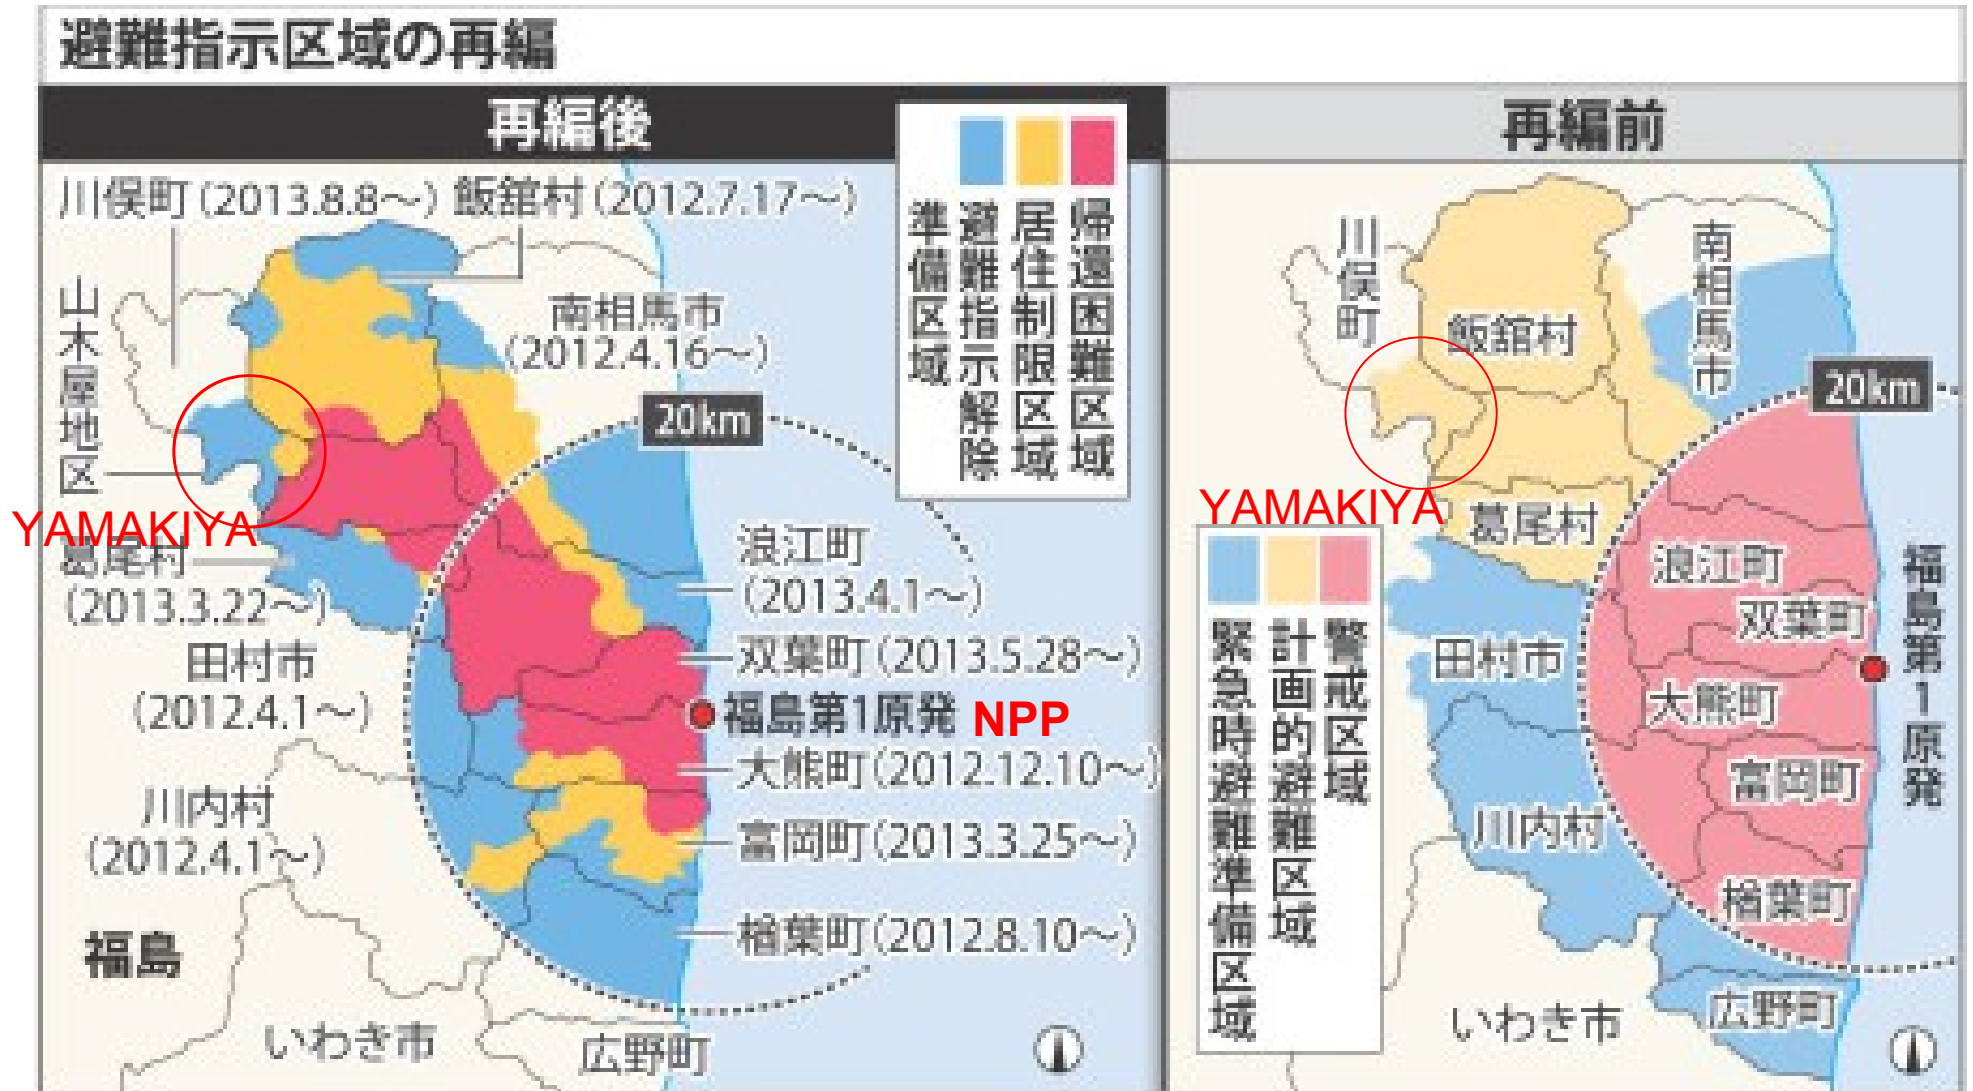 避難指示区域の再編
再編後
川俣町(2013.8.8〜)
飯舘村(2012.7.17〜)
帰還困難区域
居住制限区域
避難指示解除
準備区域
山木屋地区
南相馬市
(2012.4.16〜)
20km
YAMAKIYA
葛尾村
(2013.3.22〜)
浪江町
(2013.4.1〜)
田村市
(2012.4.1〜)
双葉町(2013.5.28〜)
福島第1原発 NPP
大熊町(2012.12.10〜)
川内村
(2012.4.1〜)
富岡町(2013.3.25〜)
楢葉町(2012.8.10〜)
福島
いわき市
広野町
再編前
川俣町
飯舘村
南相馬市
20km
YAMAKIYA
葛尾村
警戒区域
計画的避難区域
緊急時避難準備区域
浪江町
双葉町
福島第1原発
田村市
大熊町
富岡町
川内村
楢葉町
いわき市
広野町